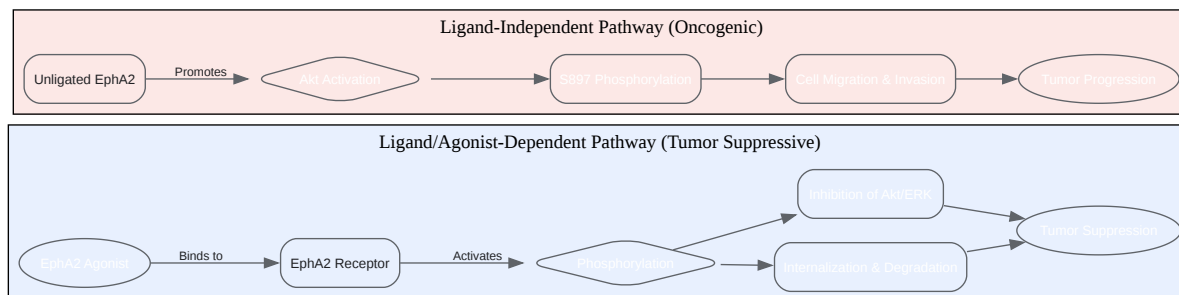 Ligand-Independent Pathway (Oncogenic)
Unligated EphA2
Promotes
Akt Activation
S897 Phosphorylation
Cell Migration & Invasion
Tumor Progression
Ligand/Agonist-Dependent Pathway (Tumor Suppressive)
EphA2 Agonist
Binds to
EphA2 Receptor
Activates
Phosphorylation
Inhibition of Akt/ERK
Internalization & Degradation
Tumor Suppression